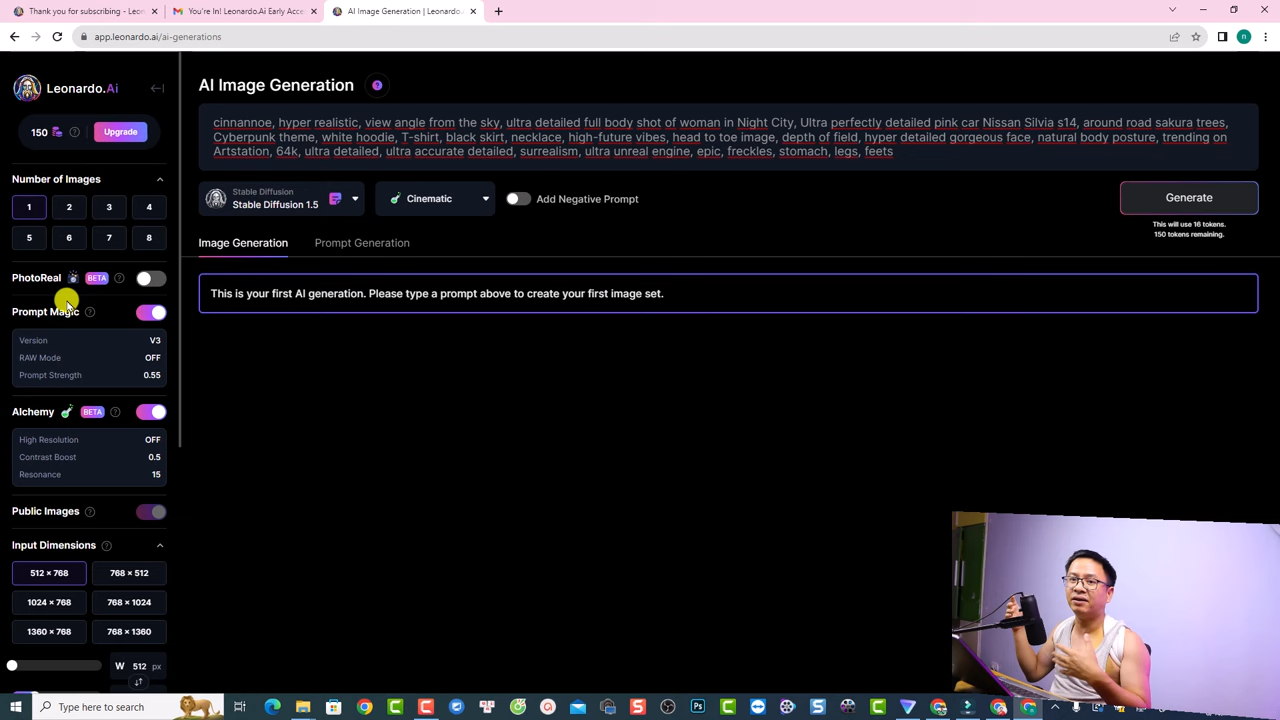 Thank you for subscribing - Leon
You're In! Leonardo.Ai Early Acce
AI Image Generation | Leonardo.
app.leonardo.ai/ai-generations
n
Leonardo.Ai
150
Upgrade
Number of Images
1
2
3
4
5
6
7
8
PhotoReal
BETA
Prompt Magic
Version V3
RAW Mode OFF
Prompt Strength 0.55
Alchemy
BETA
High Resolution OFF
Contrast Boost 0.5
Resonance 15
Public Images
Input Dimensions
512 × 768
768 × 512
1024 × 768
768 × 1024
1360 × 768
768 × 1360
W 512 px
AI Image Generation
cinnannoe, hyper realistic, view angle from the sky, ultra detailed full body shot of woman in Night City, Ultra perfectly detailed pink car Nissan Silvia s14, around road sakura trees,
Cyberpunk theme, white hoodie, T-shirt, black skirt, necklace, high-future vibes, head to toe image, depth of field, hyper detailed gorgeous face, natural body posture, trending on
Artstation, 64k, ultra detailed, ultra accurate detailed, surrealism, ultra unreal engine, epic, freckles, stomach, legs, feets
Stable Diffusion
Stable Diffusion 1.5
Cinematic
Add Negative Prompt
Generate
This will use 16 tokens.
150 tokens remaining.
Image Generation
Prompt Generation
This is your first AI generation. Please type a prompt above to create your first image set.
Type here to search